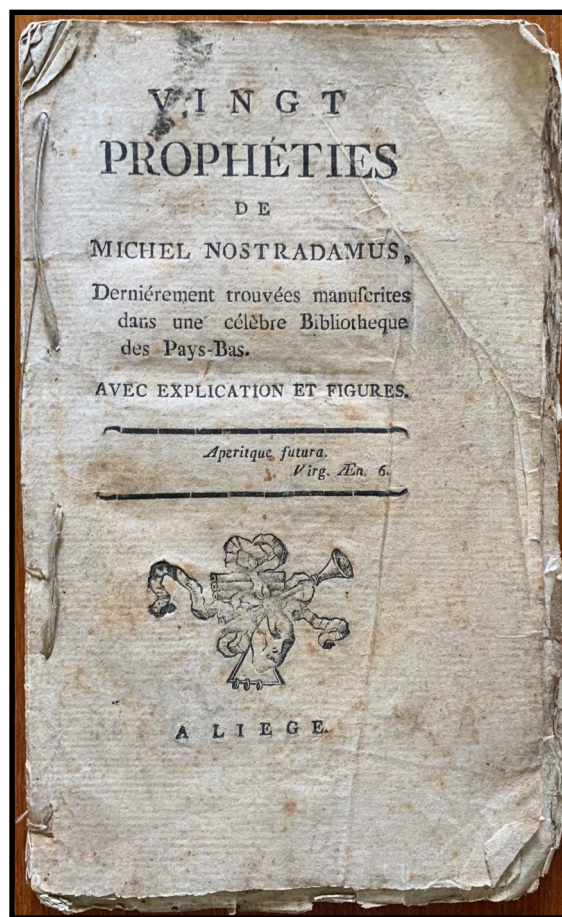 VINGT
PROPHÉTIES
DE
MICHEL NOSTRADAMUS,
Derniérement trouvées manuſcrites
dans une célèbre Bibliotheque
des Pays-Bas.
AVEC EXPLICATION ET FIGURES.
Aperitque futura.
Virg. Æn. 6.
A LIEGE.